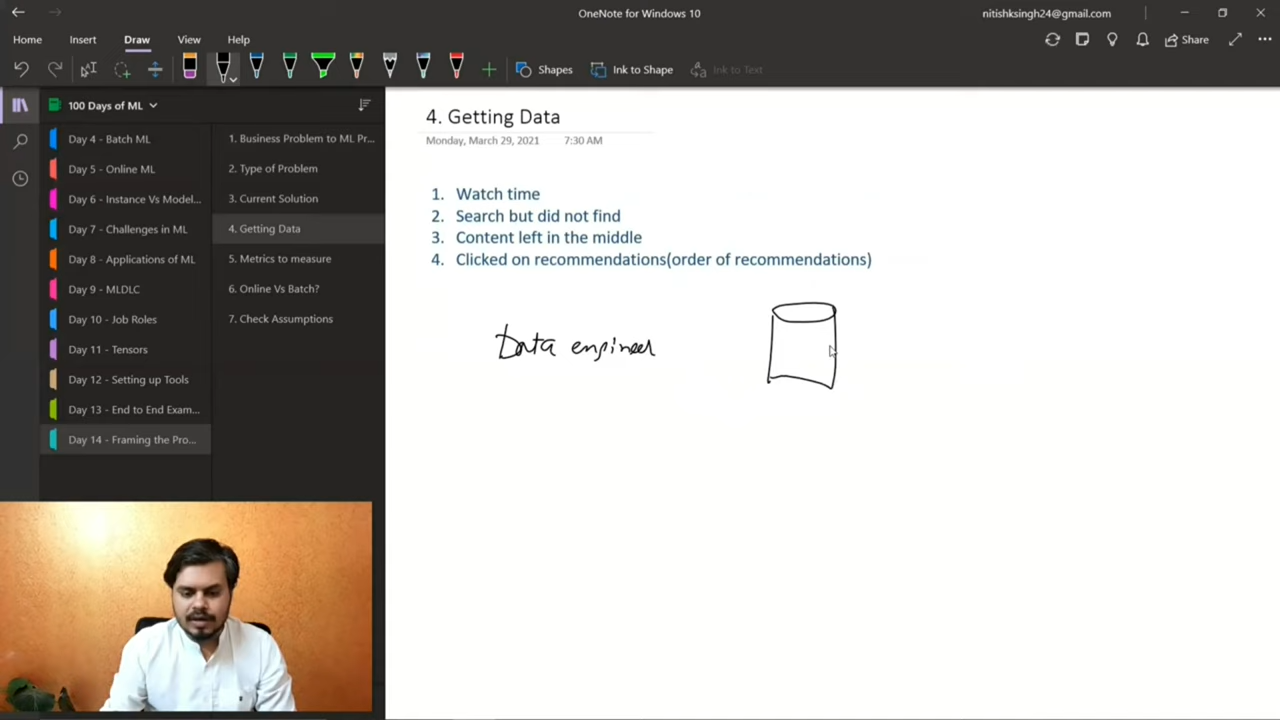 OneNote for Windows 10
nitishksingh24@gmail.com
Home
Insert
Draw
View
Help
Share
Shapes
Ink to Shape
Ink to Text
100 Days of ML
Day 4 - Batch ML
Day 5 - Online ML
Day 6 - Instance Vs Model...
Day 7 - Challenges in ML
Day 8 - Applications of ML
Day 9 - MLDLC
Day 10 - Job Roles
Day 11 - Tensors
Day 12 - Setting up Tools
Day 13 - End to End Exam...
Day 14 - Framing the Pro...
1. Business Problem to ML Pr...
2. Type of Problem
3. Current Solution
4. Getting Data
5. Metrics to measure
6. Online Vs Batch?
7. Check Assumptions
4. Getting Data
Monday, March 29, 2021 7:30 AM
1. Watch time
2. Search but did not find
3. Content left in the middle
4. Clicked on recommendations(order of recommendations)
Data engineer